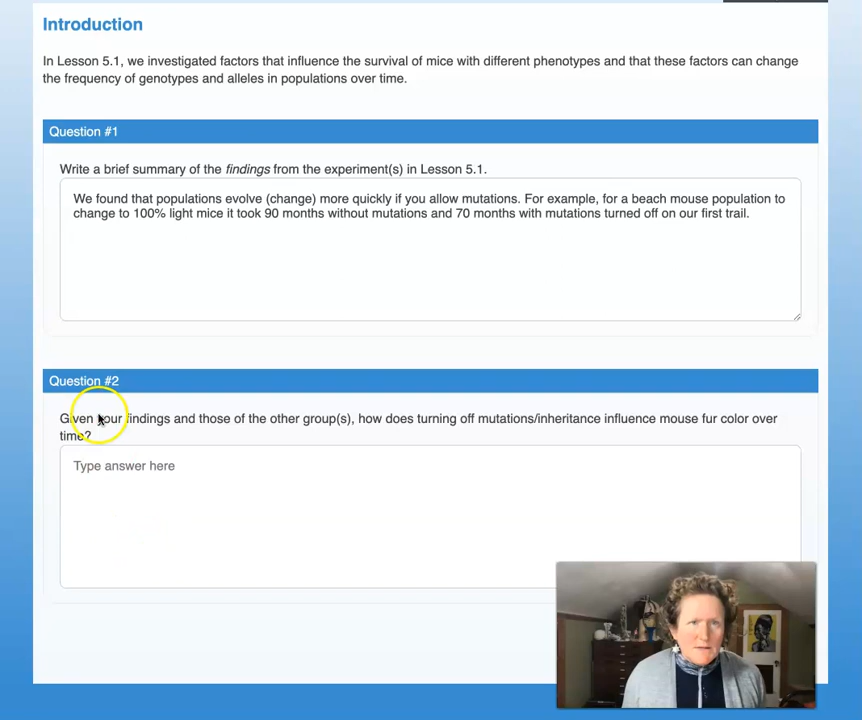 Introduction
In Lesson 5.1, we investigated factors that influence the survival of mice with different phenotypes and that these factors can change
the frequency of genotypes and alleles in populations over time.
Question #1
Write a brief summary of the findings from the experiment(s) in Lesson 5.1.
We found that populations evolve (change) more quickly if you allow mutations. For example, for a beach mouse population to
change to 100% light mice it took 90 months without mutations and 70 months with mutations turned off on our first trail.
Question #2
Given your findings and those of the other group(s), how does turning off mutations/inheritance influence mouse fur color over
time?
Type answer here